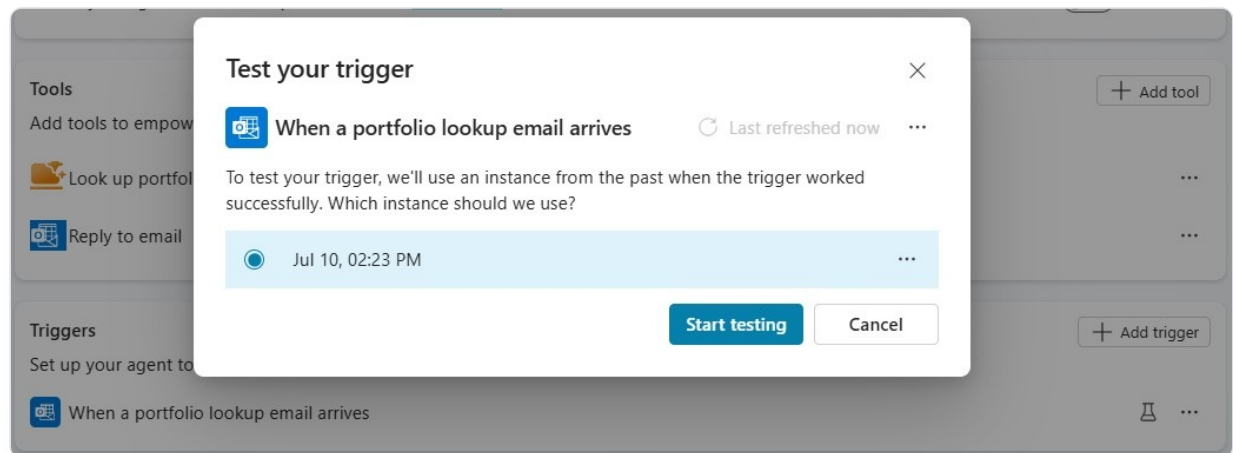 Test your trigger
Tools
Add tool
Add tools to empow
When a portfolio lookup email arrives
Last refreshed now
Look up portfol
To test your trigger, we'll use an instance from the past when the trigger worked
successfully. Which instance should we use?
Reply to email
Jul 10, 02:23 PM
Start testing
Cancel
Triggers
Add trigger
Set up your agent to
When a portfolio lookup email arrives